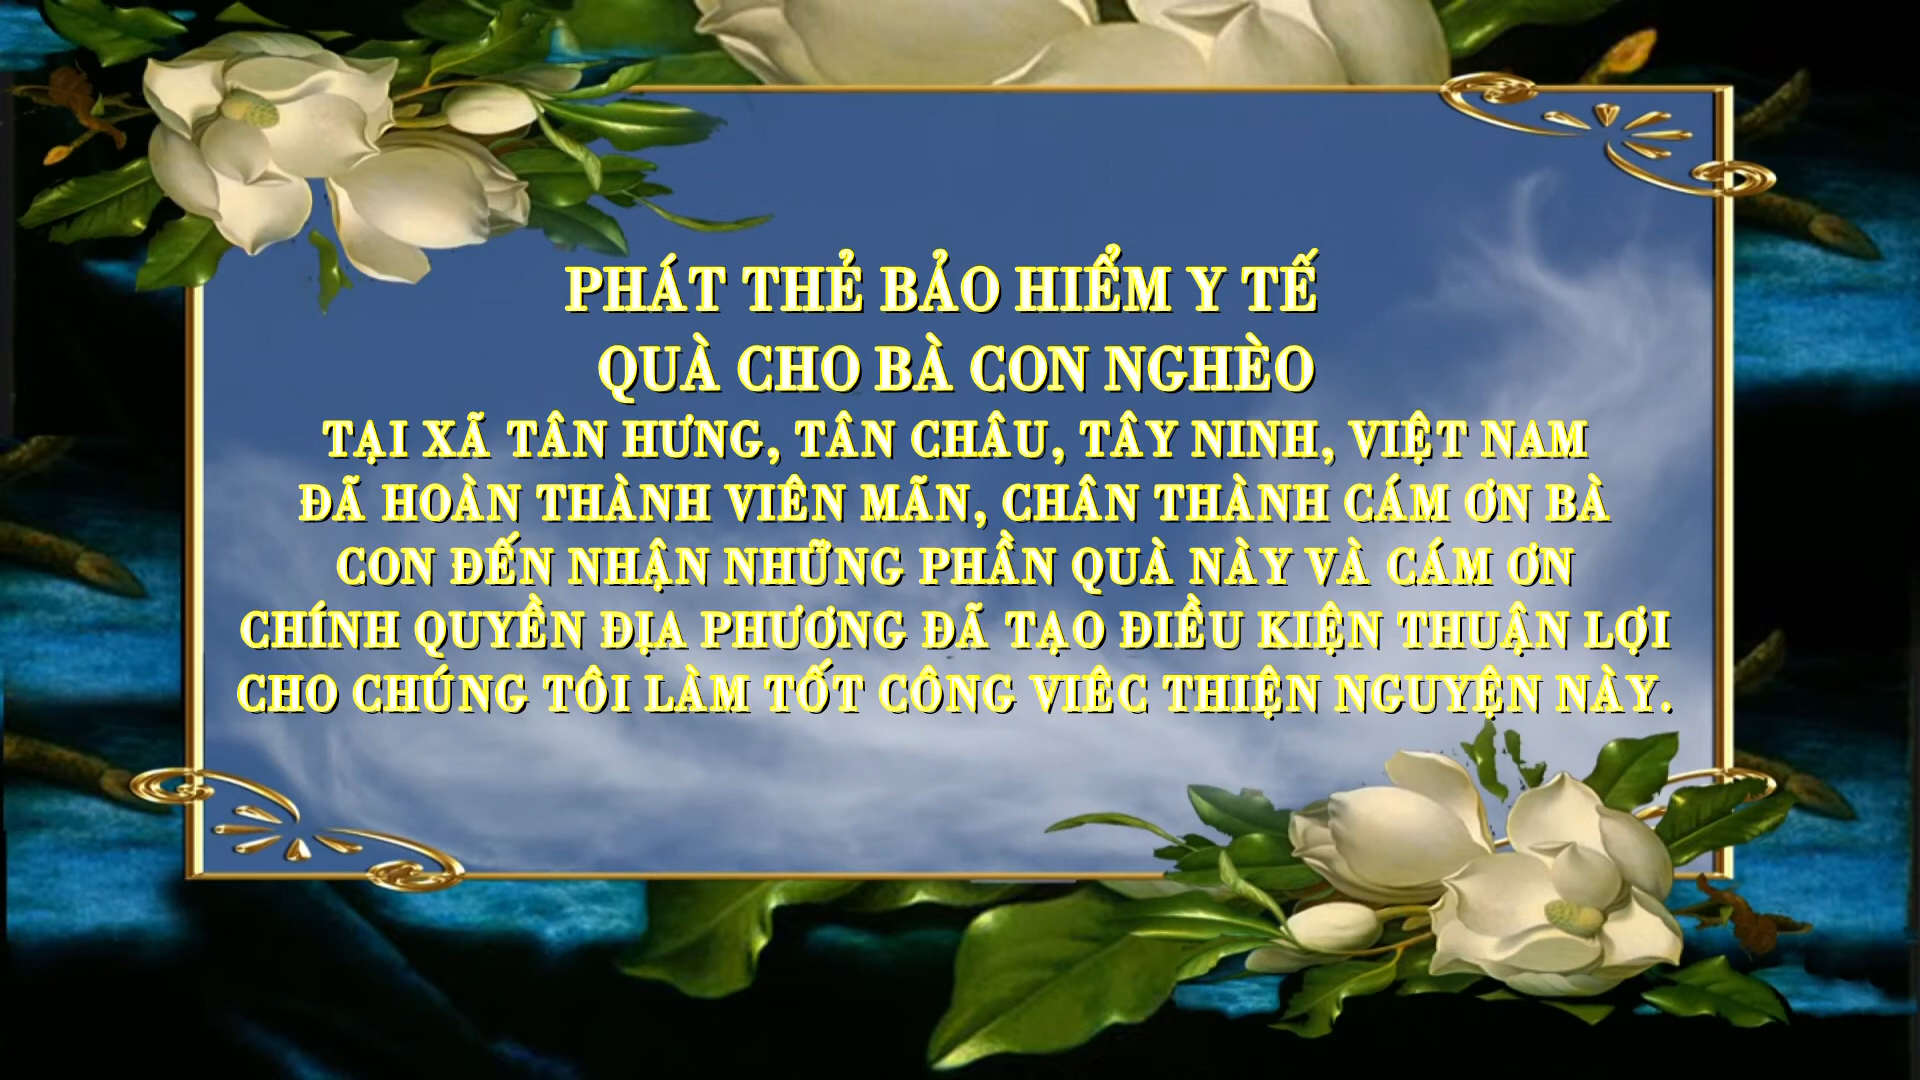 PHÁT THẺ BẢO HIỂM Y TẾ
QUÀ CHO BÀ CON NGHÈO
TẠI XÃ TÂN HƯNG, TÂN CHÂU, TÂY NINH, VIỆT NAM
ĐÃ HOÀN THÀNH VIÊN MÃN, CHÂN THÀNH CÁM ƠN BÀ
CON ĐẾN NHẬN NHỮNG PHẦN QUÀ NÀY VÀ CÁM ƠN
CHÍNH QUYỀN ĐỊA PHƯƠNG ĐÃ TẠO ĐIỀU KIỆN THUẬN LỢI
CHO CHÚNG TÔI LÀM TỐT CÔNG VIÊC THIỆN NGUYỆN NÀY.